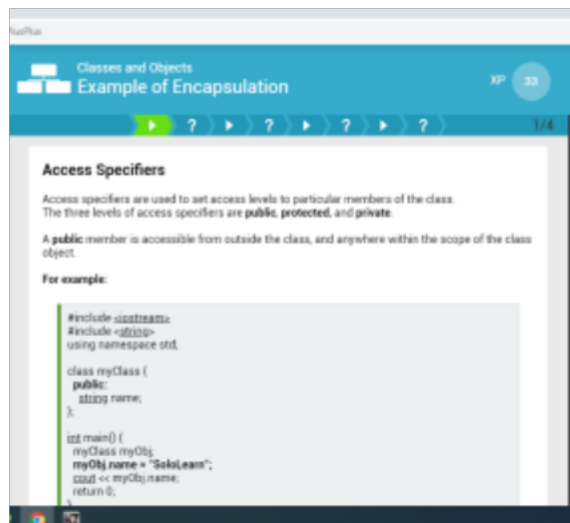 PlusPlus
Classes and Objects
Example of Encapsulation
XP 33
? ? ? ? 1/4
Access Specifiers
Access specifiers are used to set access levels to particular members of the class.
The three levels of access specifiers are public, protected, and private.
A public member is accessible from outside the class, and anywhere within the scope of the class
object.
For example:
#include <iostream>
#include <string>
using namespace std;
class myClass {
public:
string name;
};
int main() {
myClass myObj;
myObj.name = "SoloLearn";
cout << myObj.name;
return 0;
}